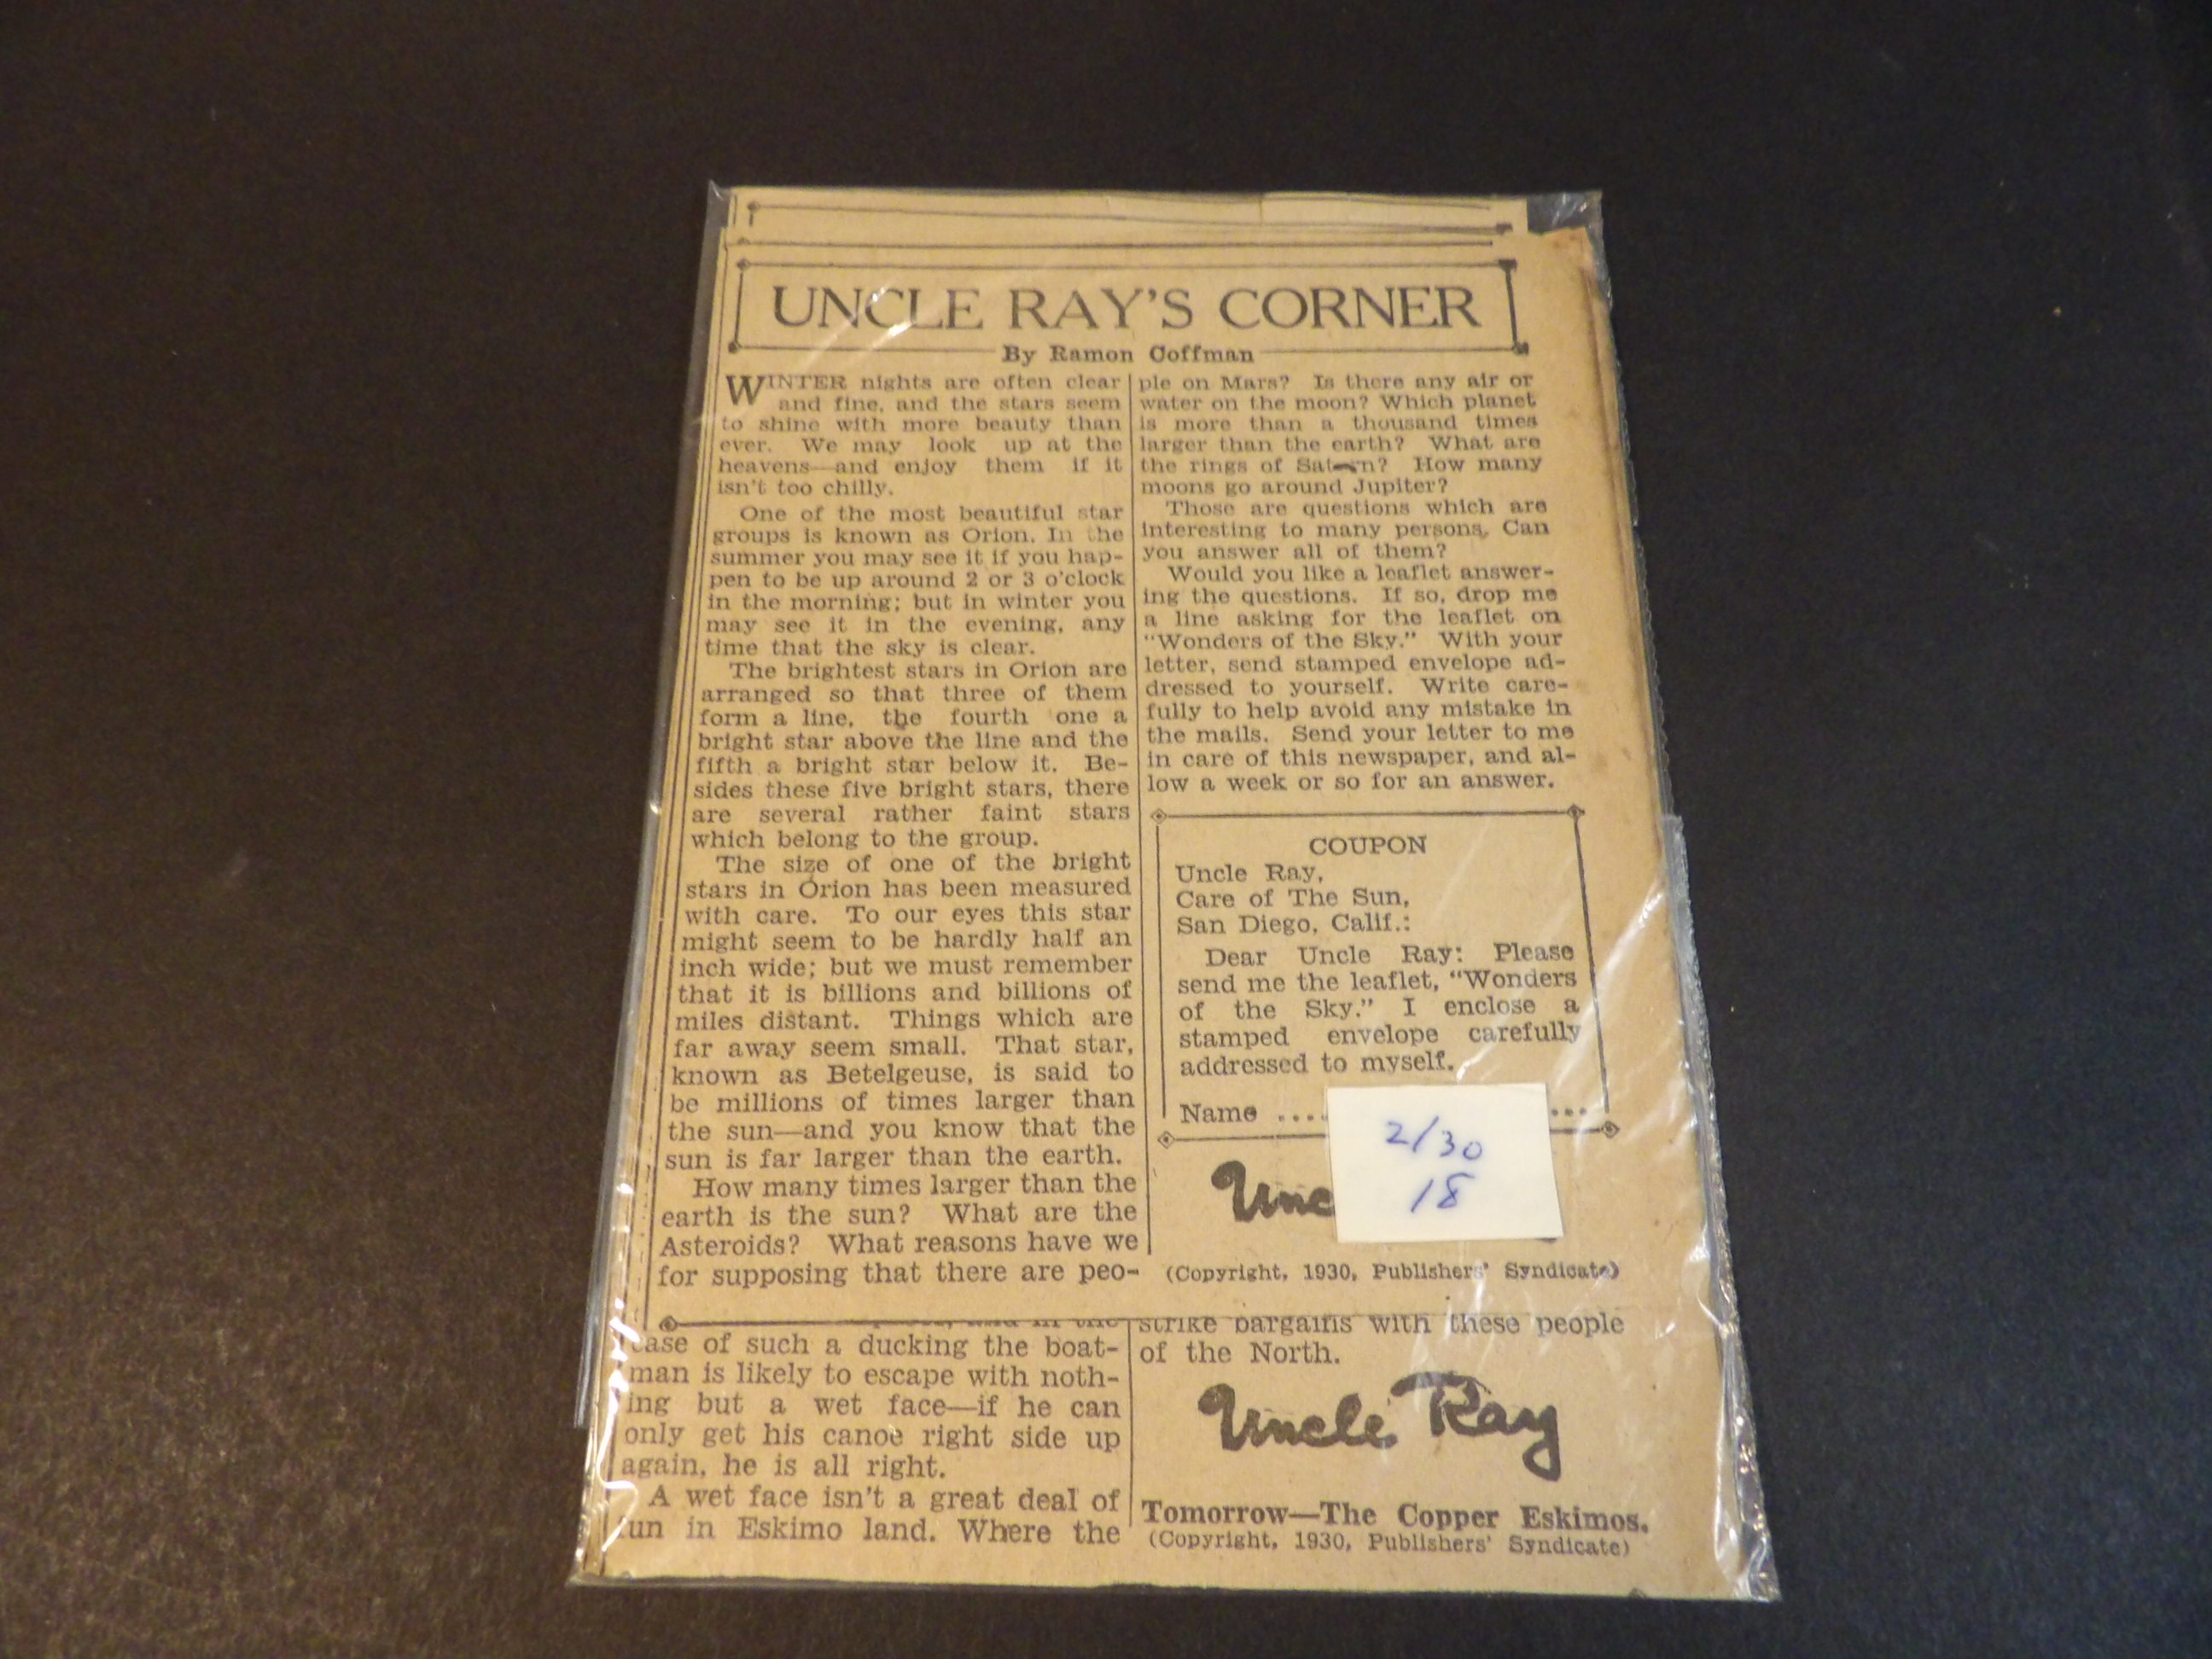 UNCLE RAY'S CORNER
By Ramon Coffman
WINTER nights are often clear
and fine, and the stars seem
to shine with more beauty than
ever. We may look up at the
heavens—and enjoy them if it
isn't too chilly.
One of the most beautiful star
groups is known as Orion. In the
summer you may see it if you hap-
pen to be up around 2 or 3 o'clock
in the morning; but in winter you
may see it in the evening, any
time that the sky is clear.
The brightest stars in Orion are
arranged so that three of them
form a line, the fourth one a
bright star above the line and the
fifth a bright star below it. Be-
sides these five bright stars, there
are several rather faint stars
which belong to the group.
The size of one of the bright
stars in Orion has been measured
with care. To our eyes this star
might seem to be hardly half an
inch wide; but we must remember
that it is billions and billions of
miles distant. Things which are
far away seem small. That star,
known as Betelgeuse, is said to
be millions of times larger than
the sun—and you know that the
sun is far larger than the earth.
How many times larger than the
earth is the sun? What are the
Asteroids? What reasons have we
for supposing that there are peo-
ple on Mars? Is there any air or
water on the moon? Which planet
is more than a thousand times
larger than the earth? What are
the rings of Saturn? How many
moons go around Jupiter?
Those are questions which are
interesting to many persons. Can
you answer all of them?
Would you like a leaflet answer-
ing the questions. If so, drop me
a line asking for the leaflet on
"Wonders of the Sky." With your
letter, send stamped envelope ad-
dressed to yourself. Write care-
fully to help avoid any mistake in
the mails. Send your letter to me
in care of this newspaper, and al-
low a week or so for an answer.
COUPON
Uncle Ray,
Care of The Sun,
San Diego, Calif.:
Dear Uncle Ray: Please
send me the leaflet, "Wonders
of the Sky." I enclose a
stamped envelope carefully
addressed to myself.
Name .... ...
2/30
18
Unc
(Copyright, 1930, Publishers' Syndicate)
in the
case of such a ducking the boat-
man is likely to escape with noth-
ing but a wet face—if he can
only get his canoe right side up
again, he is all right.
A wet face isn't a great deal of
fun in Eskimo land. Where the
strike bargains with these people
of the North.
Uncle Ray
Tomorrow—The Copper Eskimos.
(Copyright, 1930, Publishers' Syndicate)